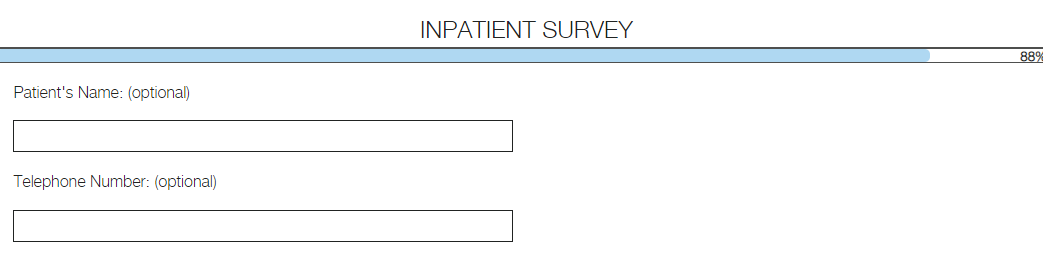 INPATIENT SURVEY
88%
Patient's Name: (optional)
Telephone Number: (optional)